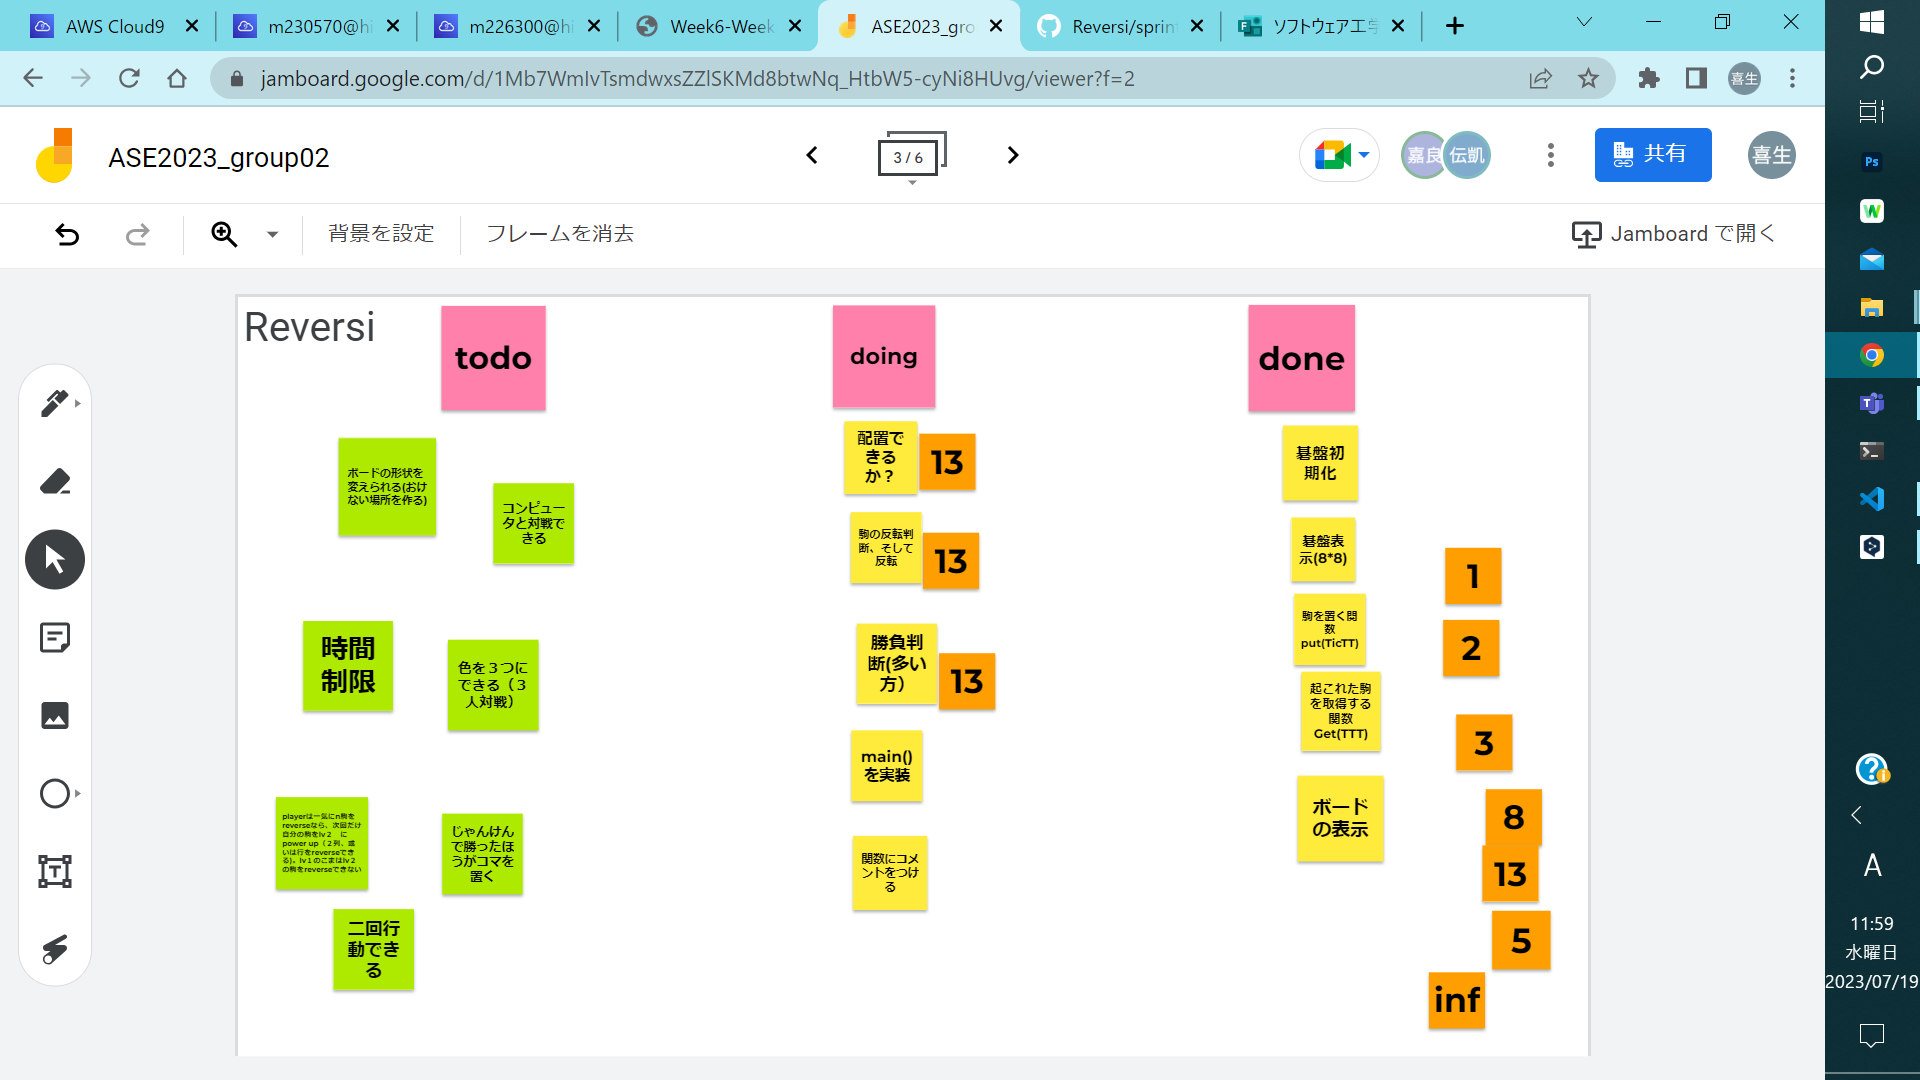 AWS Cloud9
m230570@hi
m226300@hi
Week6-Week
ASE2023_gro
Reversi/sprint
ソフトウェア工学
jamboard.google.com/d/1Mb7WmIvTsmdwxsZZlSKMd8btwNq_HtbW5-cyNi8HUvg/viewer?f=2
喜生
ASE2023_group02
3 / 6
嘉良
伝凱
共有
喜生
背景を設定
フレームを消去
Jamboard で開く
Reversi
todo
doing
done
ボードの形状を
変えられる(おけ
ない場所を作る)
コンピュー
タと対戦で
きる
時間
制限
色を３つに
できる（３
人対戦）
playerは一気にn駒を
reverseなら、次回だけ
自分の駒をlv２　に
power up（２列、或
いは行をreverseでき
る)。lv１のこまはlv２
の駒をreverseできない
じゃんけん
で勝ったほ
うがコマを
置く
二回行
動でき
る
配置で
きる
か？
13
駒の反転判
断、そして
反転
13
勝負判
断(多い
方）
13
main()
を実装
関数にコメ
ントをつけ
る
碁盤初
期化
碁盤表
示(8*8)
駒を置く関
数
put(TicTT)
起これた駒
を取得する
関数
Get(TTT)
ボード
の表示
1
2
3
8
13
5
inf
Ps
A
11:59
水曜日
2023/07/19